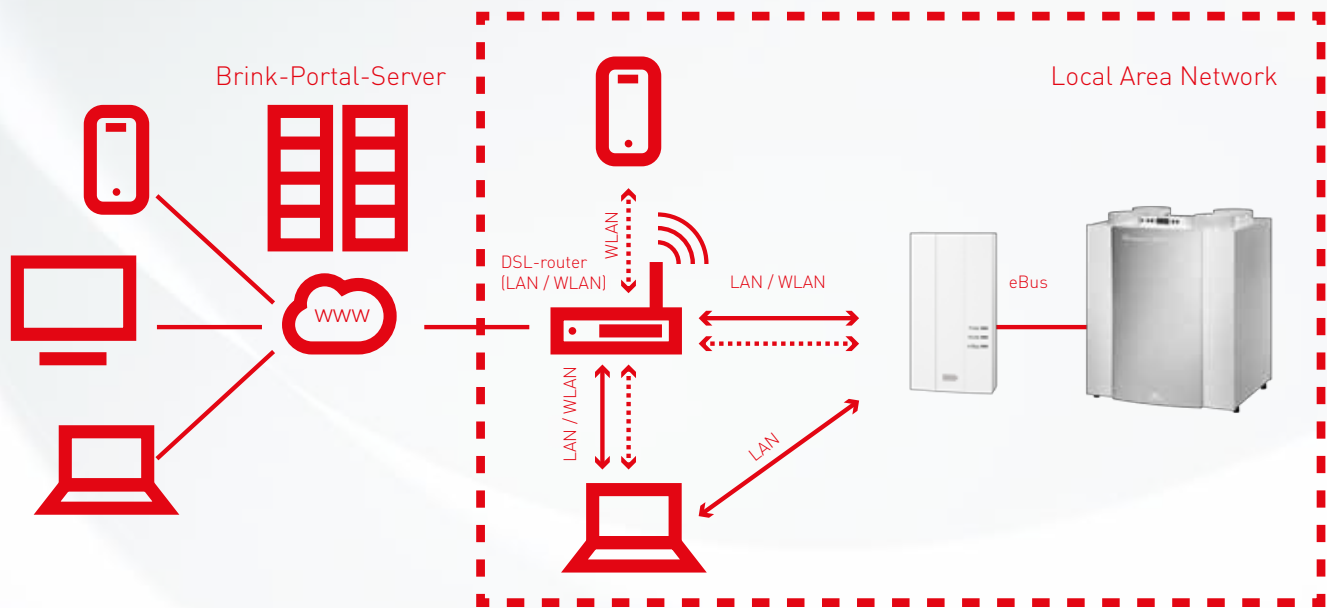 Brink-Portal-Server
Local Area Network
WLAN
DSL-router
(LAN / WLAN)
LAN / WLAN
eBus
www
LAN / WLAN
LAN